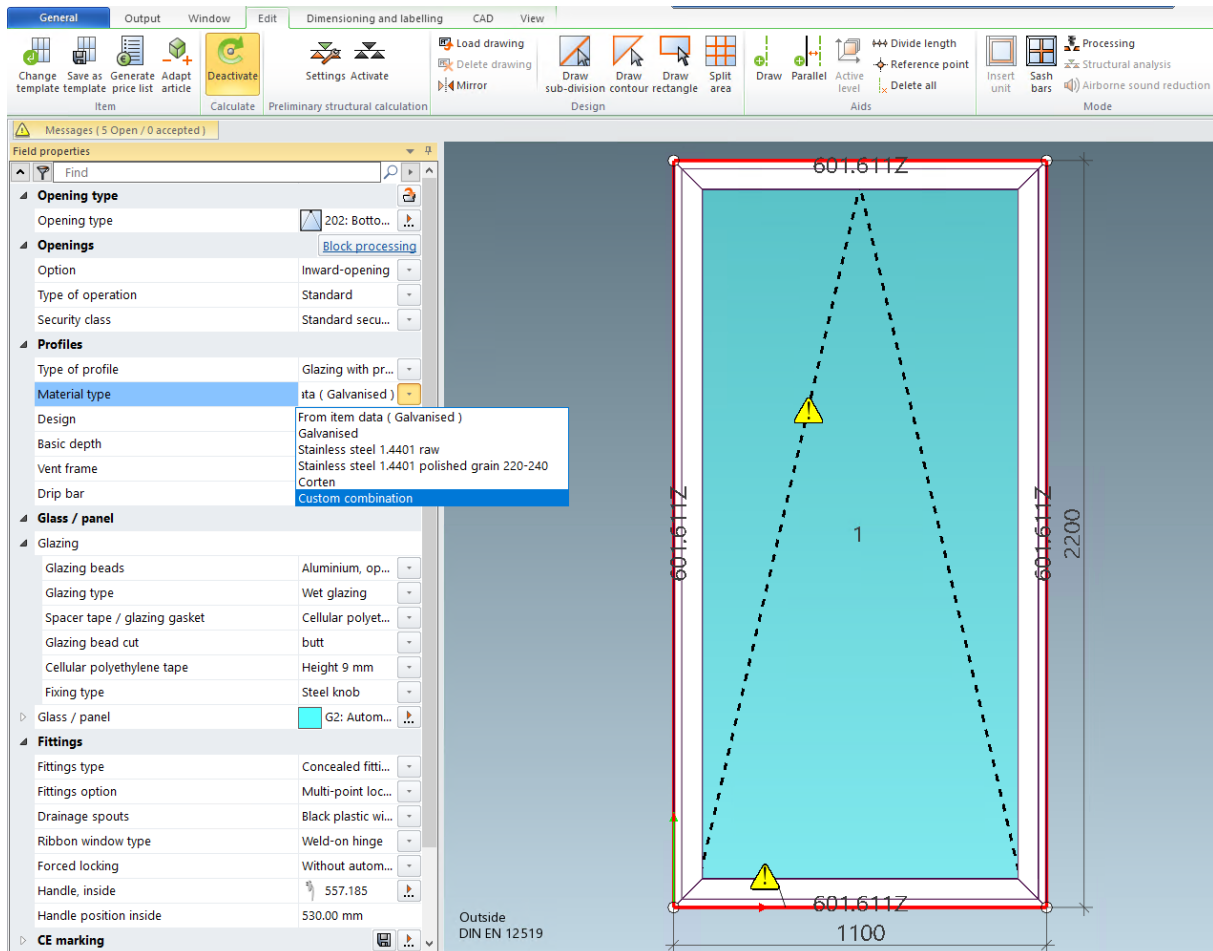 General Output Window Edit Dimensioning and labelling CAD View
Change template
Save as template
Generate price list
Adapt article
Item
Deactivate
Calculate
Settings Activate
Preliminary structural calculation
Load drawing
Delete drawing
Mirror
Draw sub-division
Draw contour
Draw rectangle
Split area
Design
Draw Parallel
Active level
Divide length
Reference point
Delete all
Aids
Insert unit
Sash bars
Processing
Structural analysis
Airborne sound reduction
Mode
Messages ( 5 Open / 0 accepted )
Field properties
Find
Opening type
Opening type 202: Botto...
Openings Block processing
Option Inward-opening
Type of operation Standard
Security class Standard secu...
Profiles
Type of profile Glazing with pr...
Material type ata ( Galvanised )
Design
Basic depth
Vent frame
Drip bar
From item data ( Galvanised )
Galvanised
Stainless steel 1.4401 raw
Stainless steel 1.4401 polished grain 220-240
Corten
Custom combination
Glass / panel
Glazing
Glazing beads Aluminium, op...
Glazing type Wet glazing
Spacer tape / glazing gasket Cellular polyet...
Glazing bead cut butt
Cellular polyethylene tape Height 9 mm
Fixing type Steel knob
Glass / panel G2: Autom...
Fittings
Fittings type Concealed fitti...
Fittings option Multi-point loc...
Drainage spouts Black plastic wi...
Ribbon window type Weld-on hinge
Forced locking Without autom...
Handle, inside 557.185
Handle position inside 530.00 mm
CE marking
601.611Z
601.611Z
1
601.611Z
2200
601.611Z
1100
Outside
DIN EN 12519